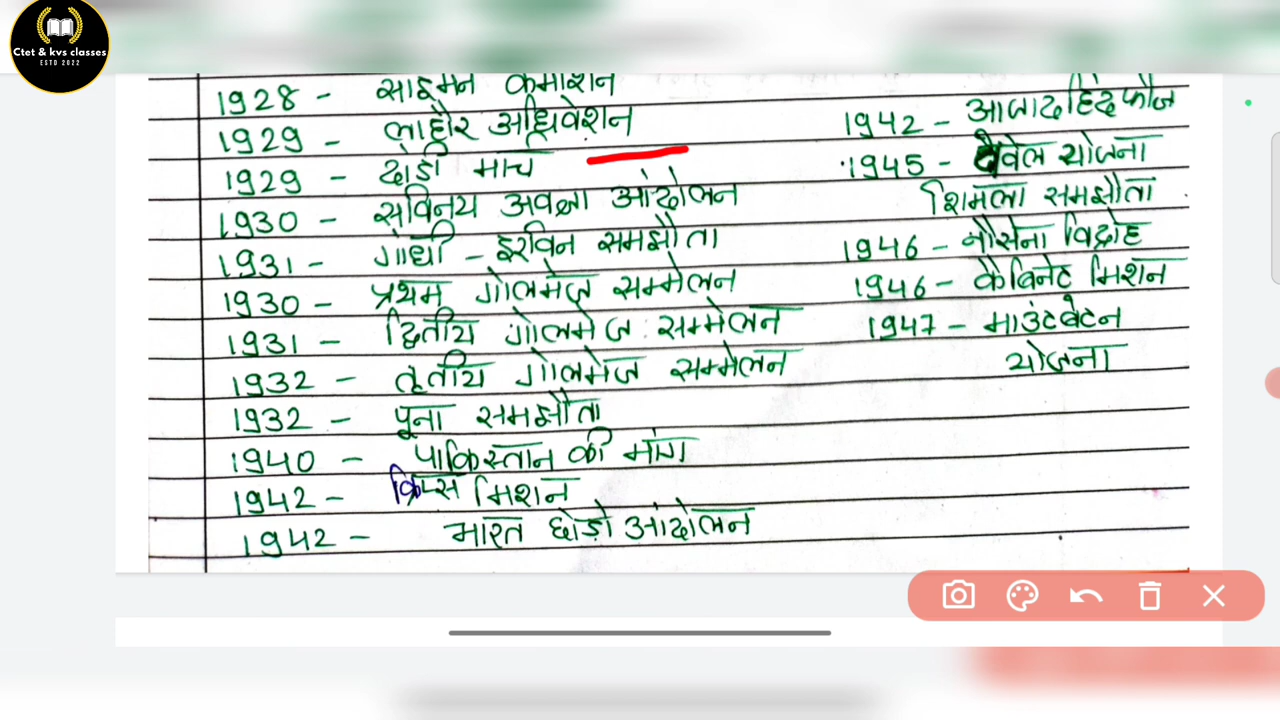 Ctet & kvs classes
ESTD 2022
1928 - साइमन कमीशन
1929 - लाहौर अधिवेशन
1929 - दांडी मार्च
1930 - सविनय अवज्ञा आंदोलन
1931 - गांधी - इरविन समझौता
1930 - प्रथम गोलमेज सम्मेलन
1931 - द्वितीय गोलमेज सम्मेलन
1932 - तृतीय गोलमेज सम्मेलन
1932 - पूना समझौता
1940 - पाकिस्तान की मांग
1942 - क्रिप्स मिशन
1942 - भारत छोड़ो आंदोलन
1942 - आजाद हिंद फौज
1945 - वेवेल योजना
शिमला समझौता
1946 - नौसेना विद्रोह
1946 - कैबिनेट मिशन
1947 - माउंटबेटन
योजना